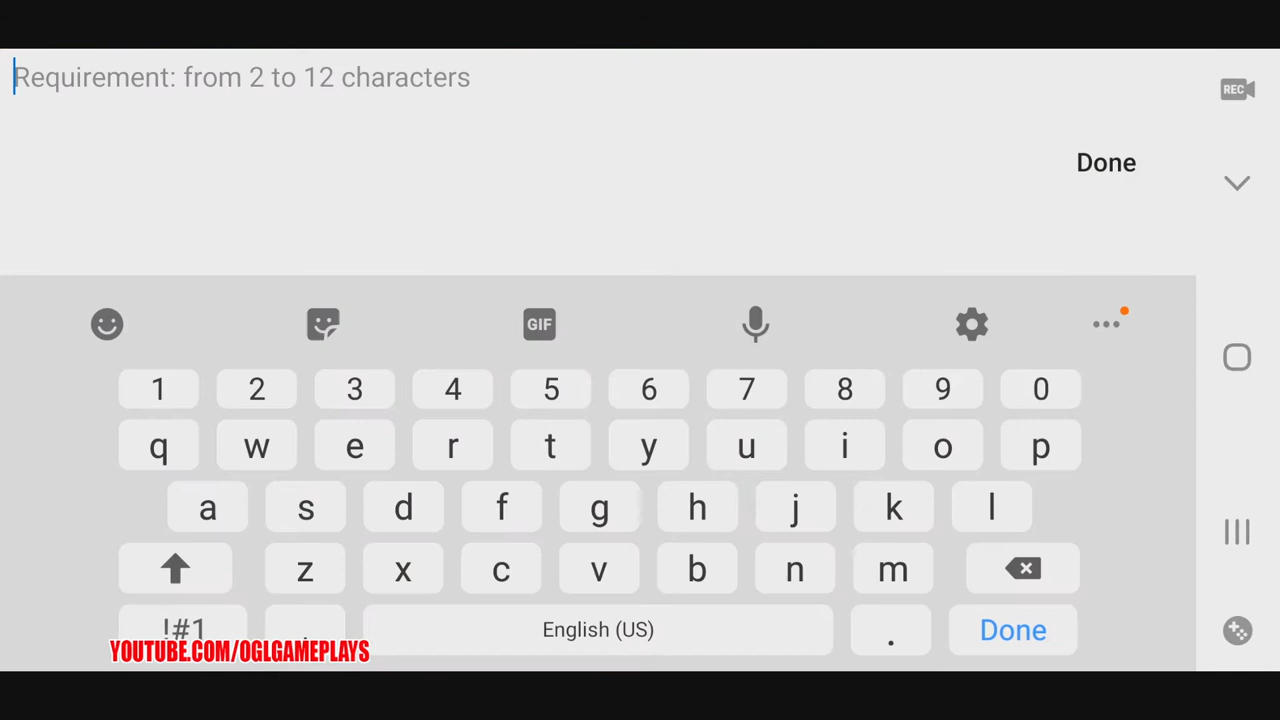 Requirement: from 2 to 12 characters
REC
Done
GIF
1 2 3 4 5 6 7 8 9 0
q w e r t y u i o p
a s d f g h j k l
z x c v b n m
!#1 , English (US) . Done
YOUTUBE.COM/OGLGAMEPLAYS